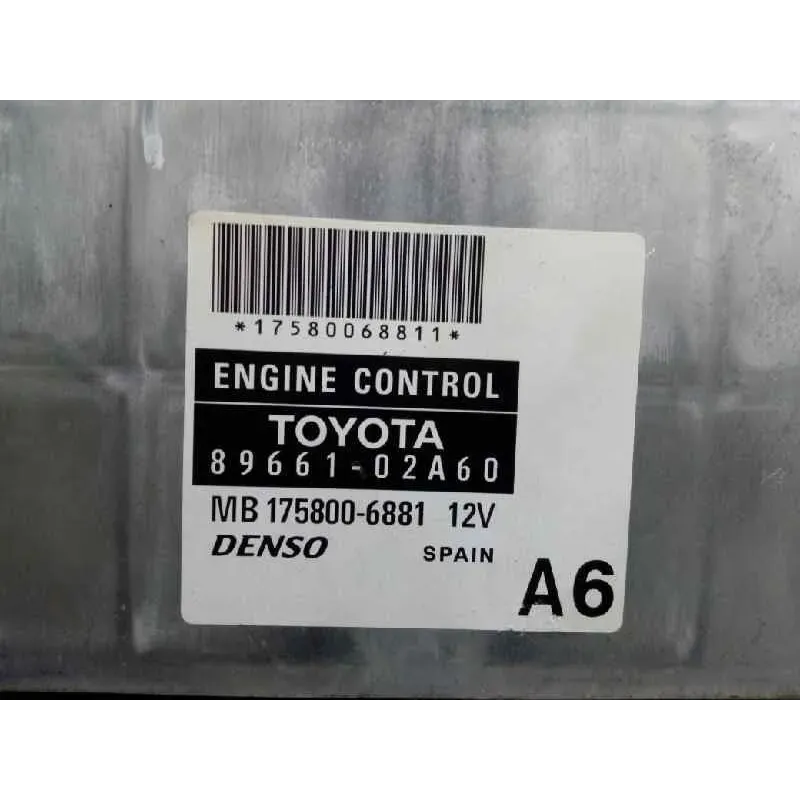 *17580068811*
ENGINE CONTROL
TOYOTA
89661-02A60
MB 175800-6881 12V
DENSO SPAIN
A6